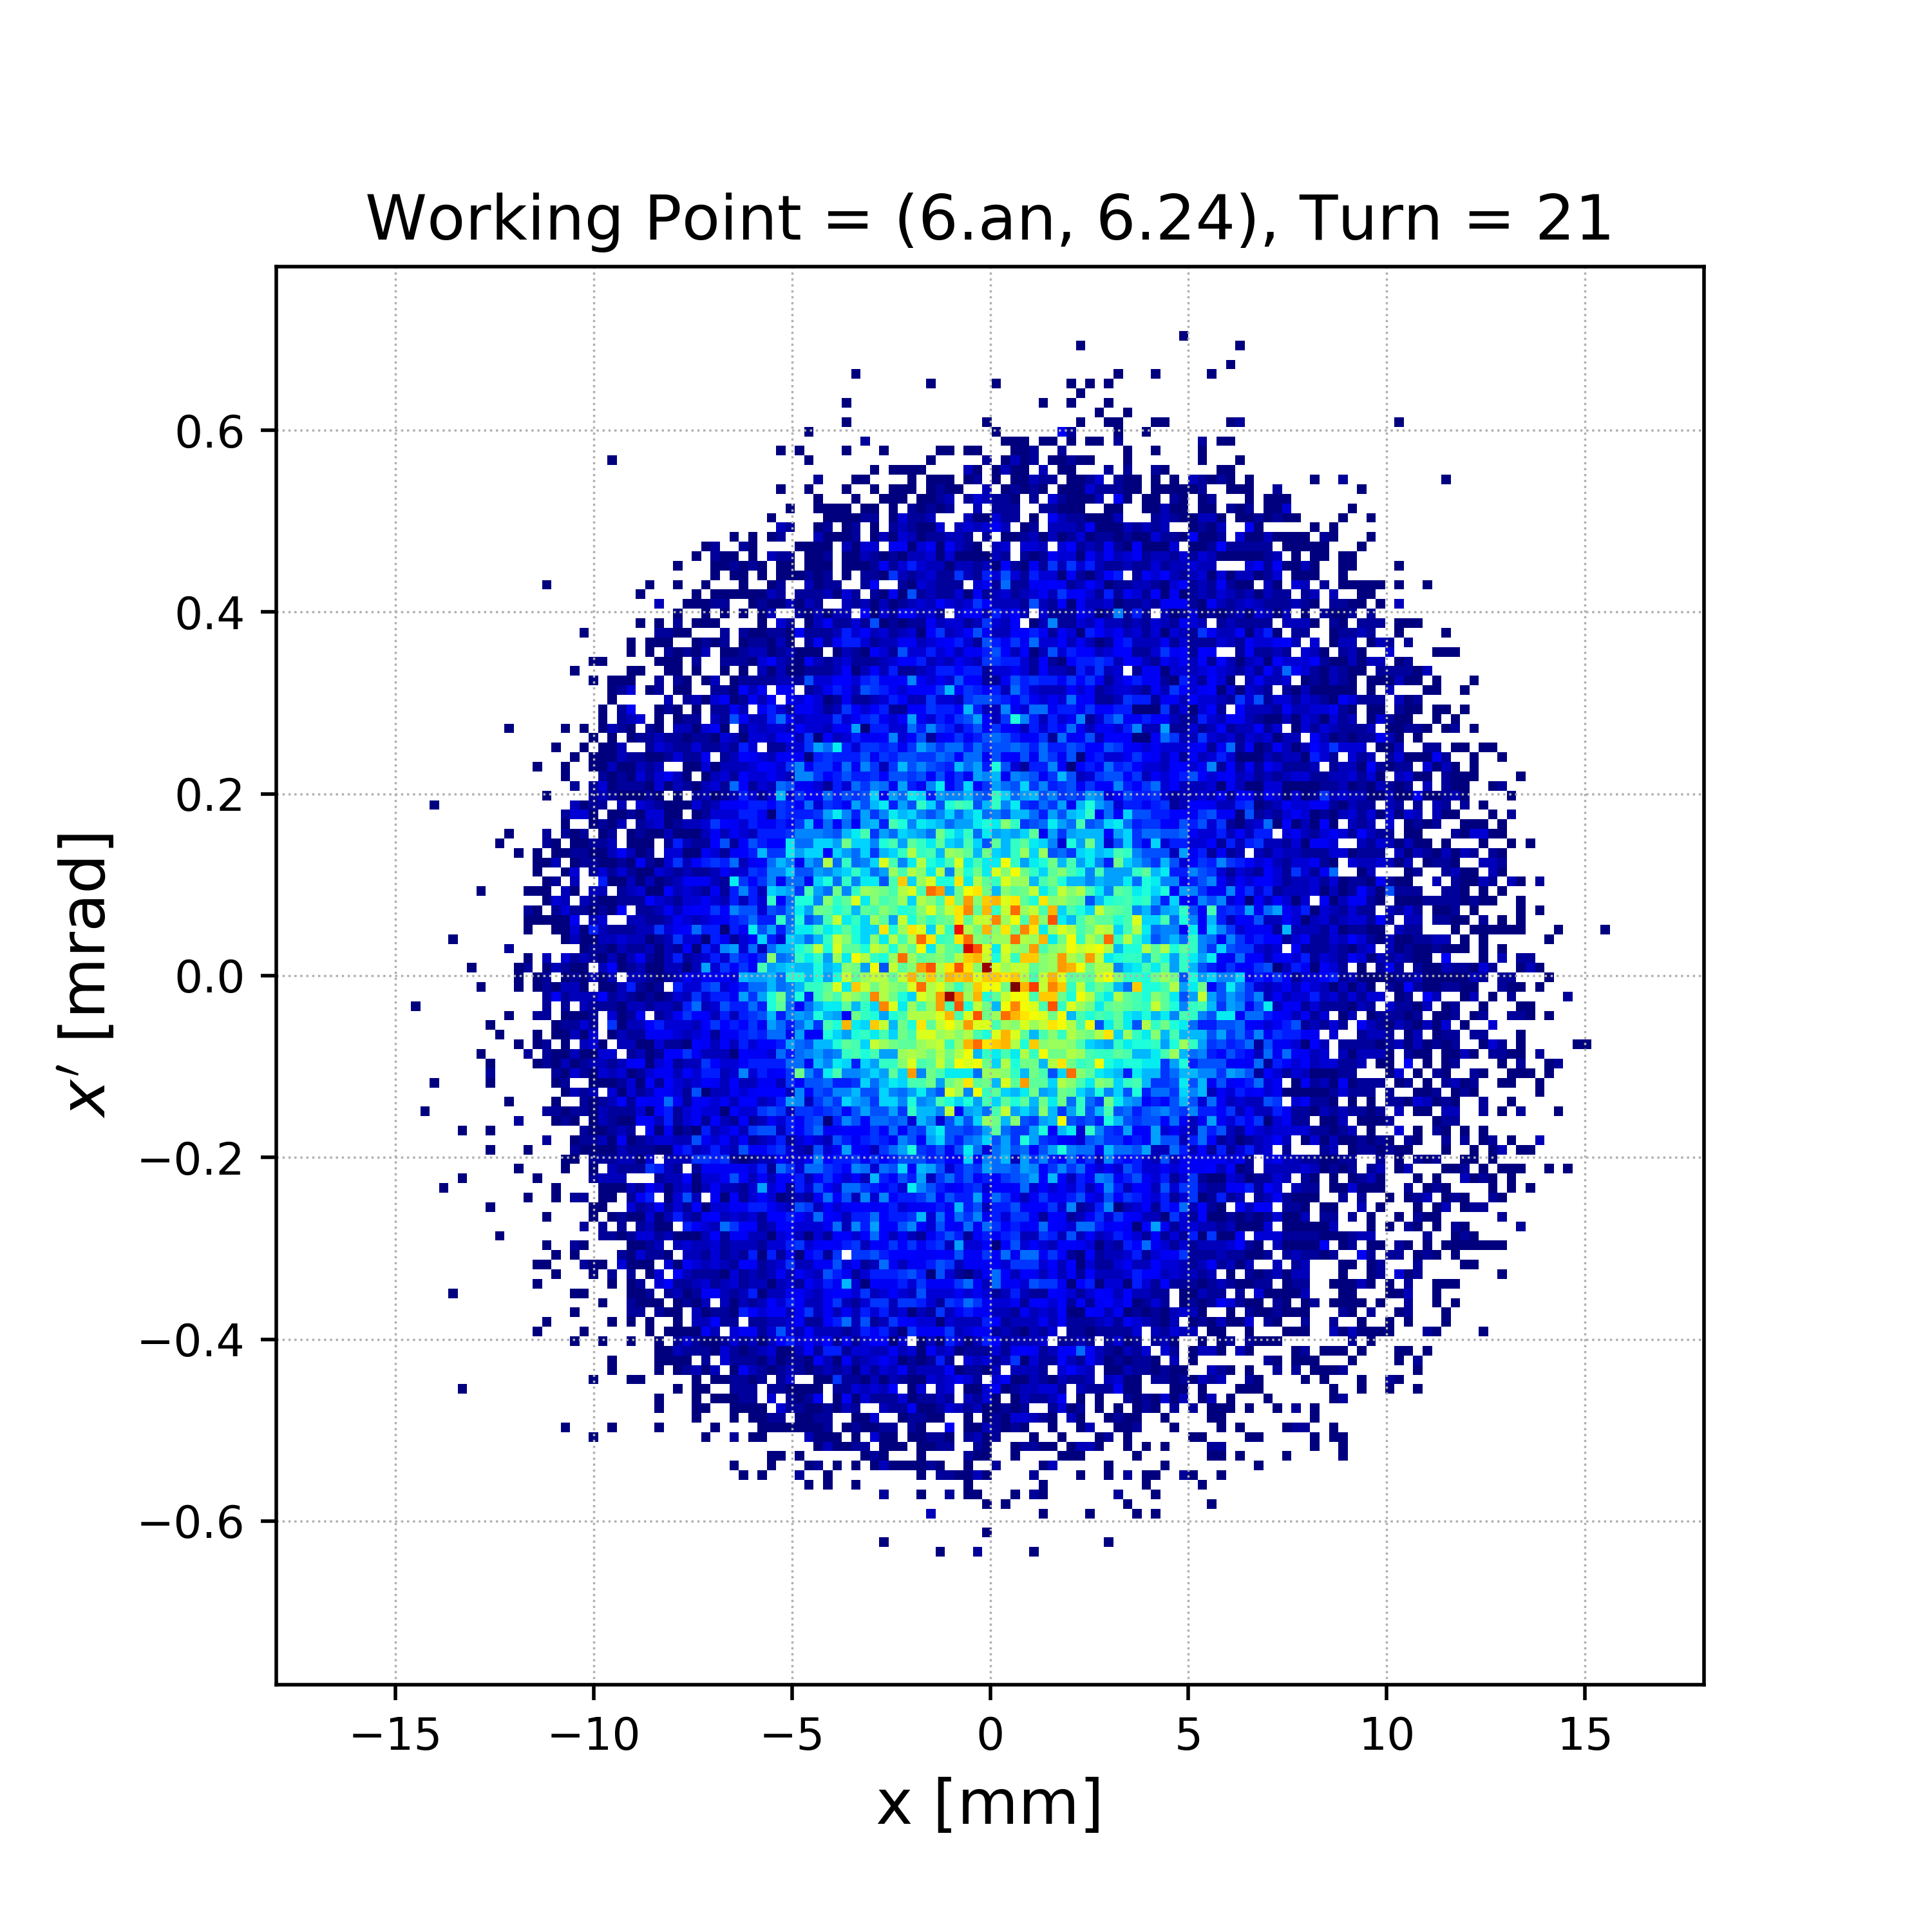 Working Point = (6.an, 6.24), Turn = 21
x′ [mrad]
0.6
0.4
0.2
0.0
−0.2
−0.4
−0.6
−15 −10 −5 0 5 10 15
x [mm]